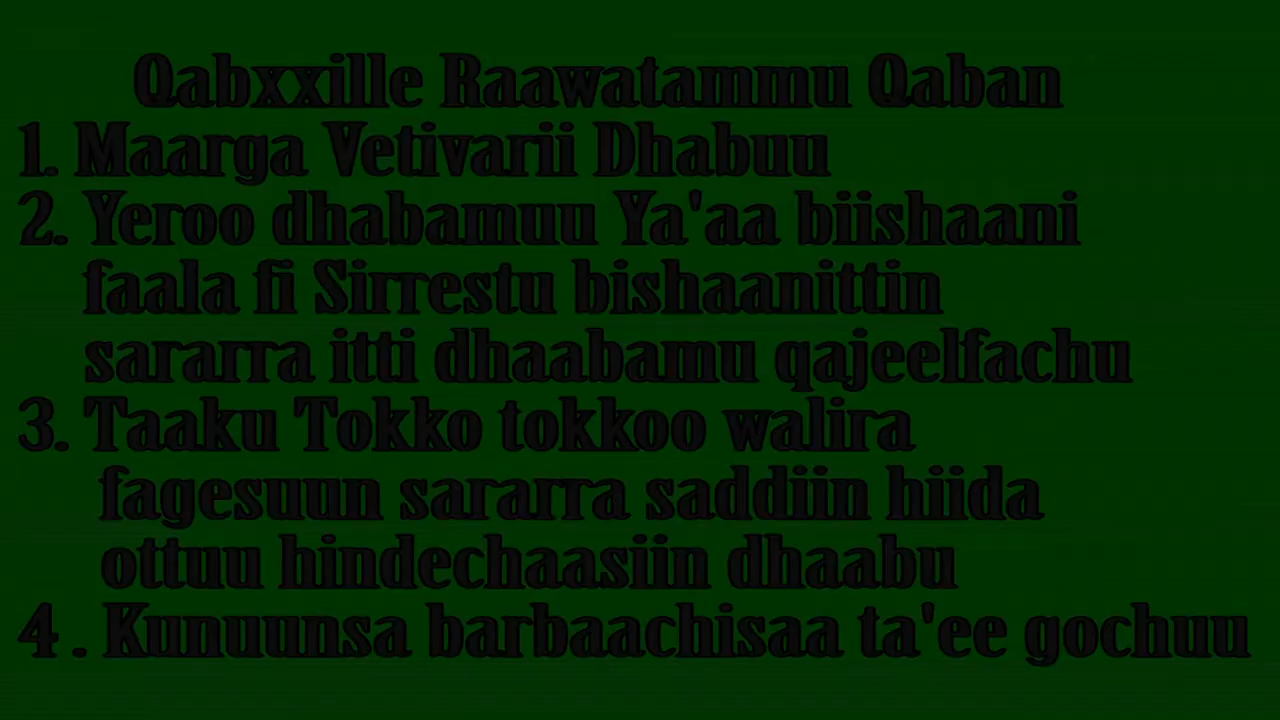 Qabxxille Raawatammu Qaban
1. Maarga Vetivarii Dhabuu
2. Yeroo dhabamuu Ya'aa biishaani
faala fi Sirrestu bishaanittin
sararra itti dhaabamu qajeelfachu
3. Taaku Tokko tokkoo walira
fagesuun sararra saddiin hiida
ottuu hindechaasiin dhaabu
4 . Kunuunsa barbaachisaa ta'ee gochuu